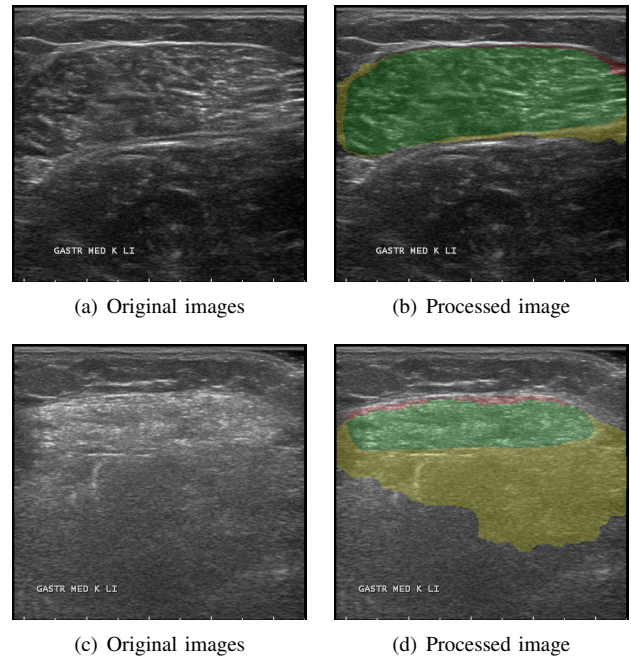 GASTR MED K LI
GASTR MED K LI
(a) Original images
(b) Processed image
GASTR MED K LI
GASTR MED K LI
(c) Original images
(d) Processed image